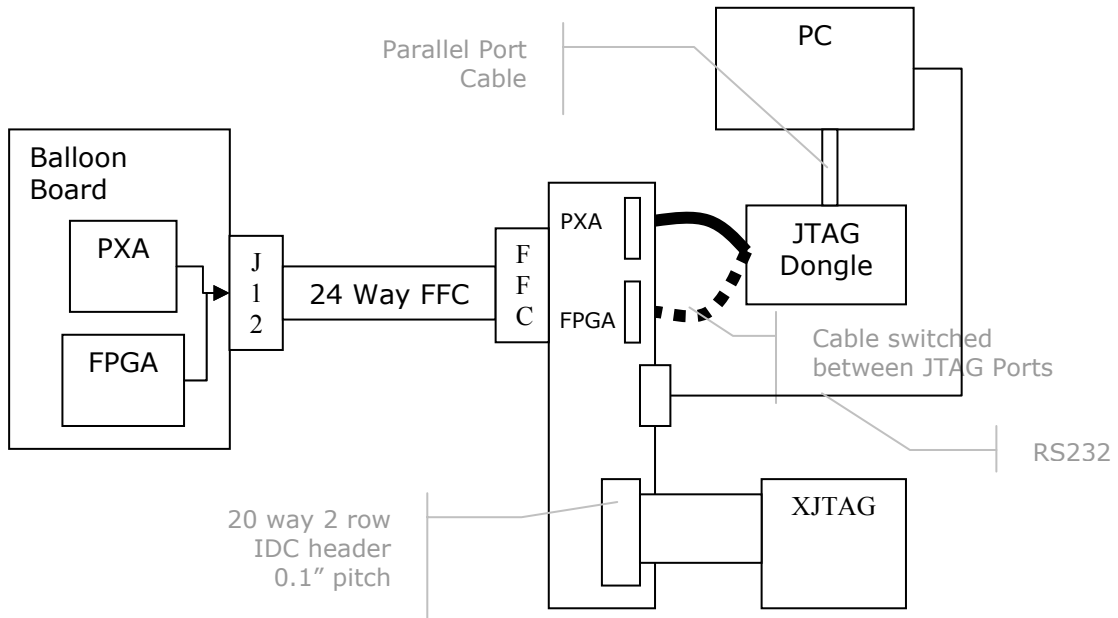 Parallel Port
Cable
PC
Balloon
Board
PXA
FPGA
J
1
2
24 Way FFC
F
F
C
PXA
FPGA
JTAG
Dongle
Cable switched
between JTAG Ports
RS232
20 way 2 row
IDC header
0.1” pitch
XJTAG